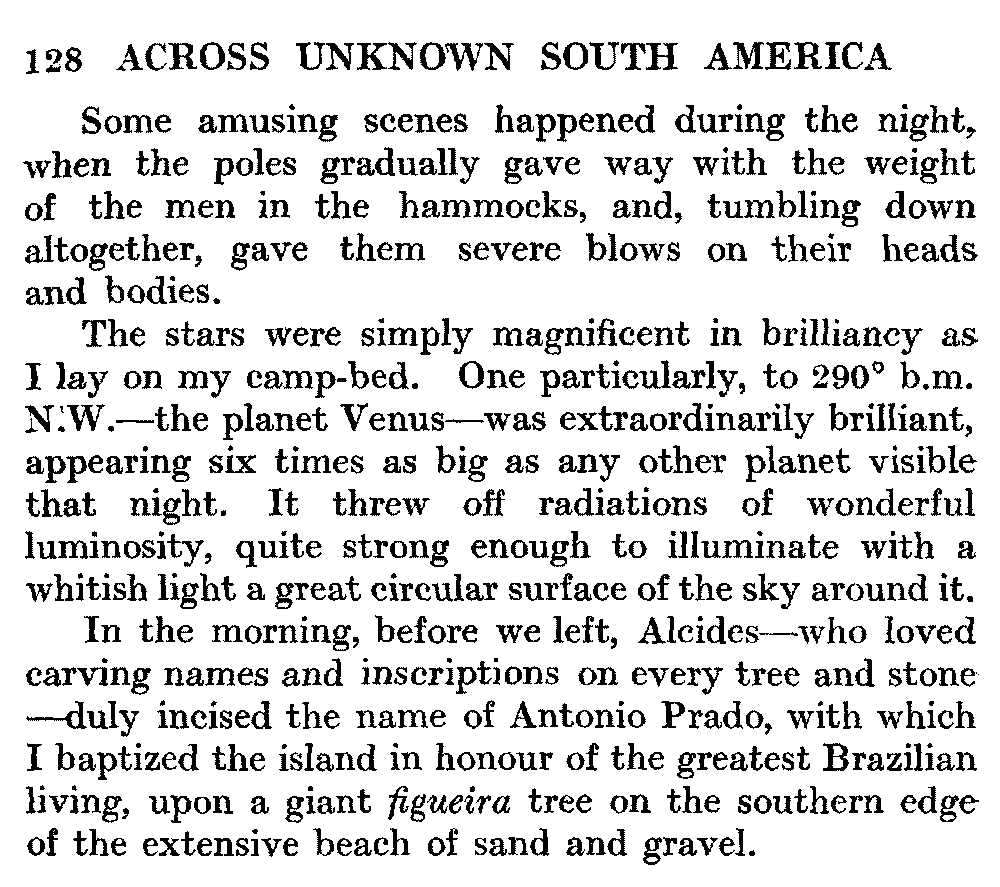 128 ACROSS UNKNOWN SOUTH AMERICA
Some amusing scenes happened during the night,
when the poles gradually gave way with the weight
of the men in the hammocks, and, tumbling down
altogether, gave them severe blows on their heads
and bodies.
The stars were simply magnificent in brilliancy as
I lay on my camp-bed. One particularly, to 290° b.m.
N.W.—the planet Venus—was extraordinarily brilliant,
appearing six times as big as any other planet visible
that night. It threw off radiations of wonderful
luminosity, quite strong enough to illuminate with a
whitish light a great circular surface of the sky around it.
In the morning, before we left, Alcides—who loved
carving names and inscriptions on every tree and stone
—duly incised the name of Antonio Prado, with which
I baptized the island in honour of the greatest Brazilian
living, upon a giant figueira tree on the southern edge
of the extensive beach of sand and gravel.